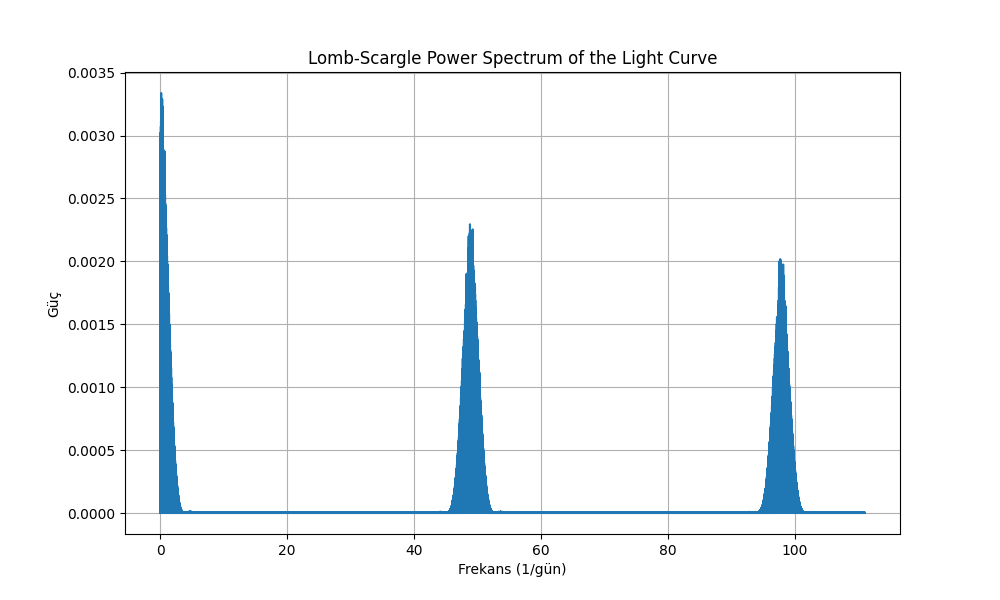 Lomb-Scargle Power Spectrum of the Light Curve
Güç
0.0035
0.0030
0.0025
0.0020
0.0015
0.0010
0.0005
0.0000
0 20 40 60 80 100
Frekans (1/gün)